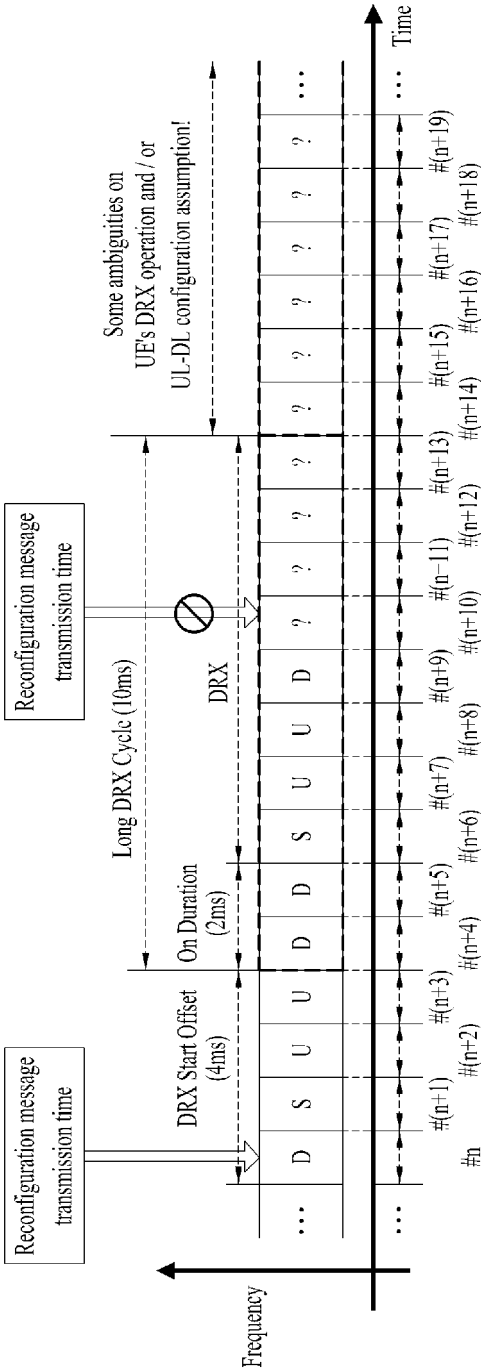 Reconfiguration message
transmission time
Reconfiguration message
transmission time
Long DRX Cycle (10ms)
Some ambiguities on
UE's DRX operation and / or
UL-DL configuration assumption!
DRX Start Offset
(4ms)
On Duration
(2ms)
DRX
Frequency
... D S U U D D S U U D ? ? ? ? ? ? ? ? ? ? ...
Time
... ...
#n #(n+1) #(n+2) #(n+3) #(n+4) #(n+5) #(n+6) #(n+7) #(n+8) #(n+9) #(n+10) #(n-11) #(n+12) #(n+13) #(n+14) #(n+15) #(n+16) #(n+17) #(n+18) #(n+19)